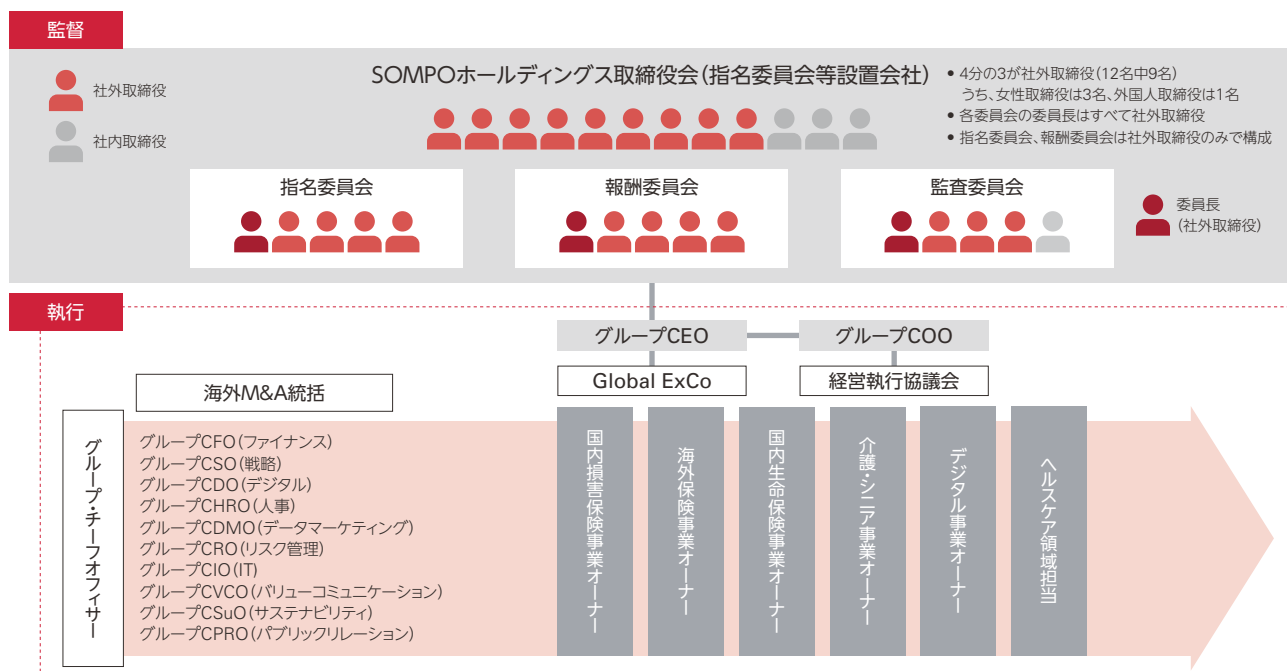 監督
社外取締役
社内取締役
SOMPOホールディングス取締役会(指名委員会等設置会社)
• 4分の3が社外取締役(12名中9名)
うち、女性取締役は3名、外国人取締役は1名
• 各委員会の委員長はすべて社外取締役
• 指名委員会、報酬委員会は社外取締役のみで構成
指名委員会
報酬委員会
監査委員会
委員長
(社外取締役)
執行
グループCEO
グループCOO
Global ExCo
経営執行協議会
海外M&A統括
グループ・チーフオフィサー
グループCFO(ファイナンス)
グループCSO(戦略)
グループCDO(デジタル)
グループCHRO(人事)
グループCDMO(データマーケティング)
グループCRO(リスク管理)
グループCIO(IT)
グループCVCO(バリューコミュニケーション)
グループCSuO(サステナビリティ)
グループCPRO(パブリックリレーション)
国内損害保険事業オーナー
海外保険事業オーナー
国内生命保険事業オーナー
介護・シニア事業オーナー
デジタル事業オーナー
ヘルスケア領域担当